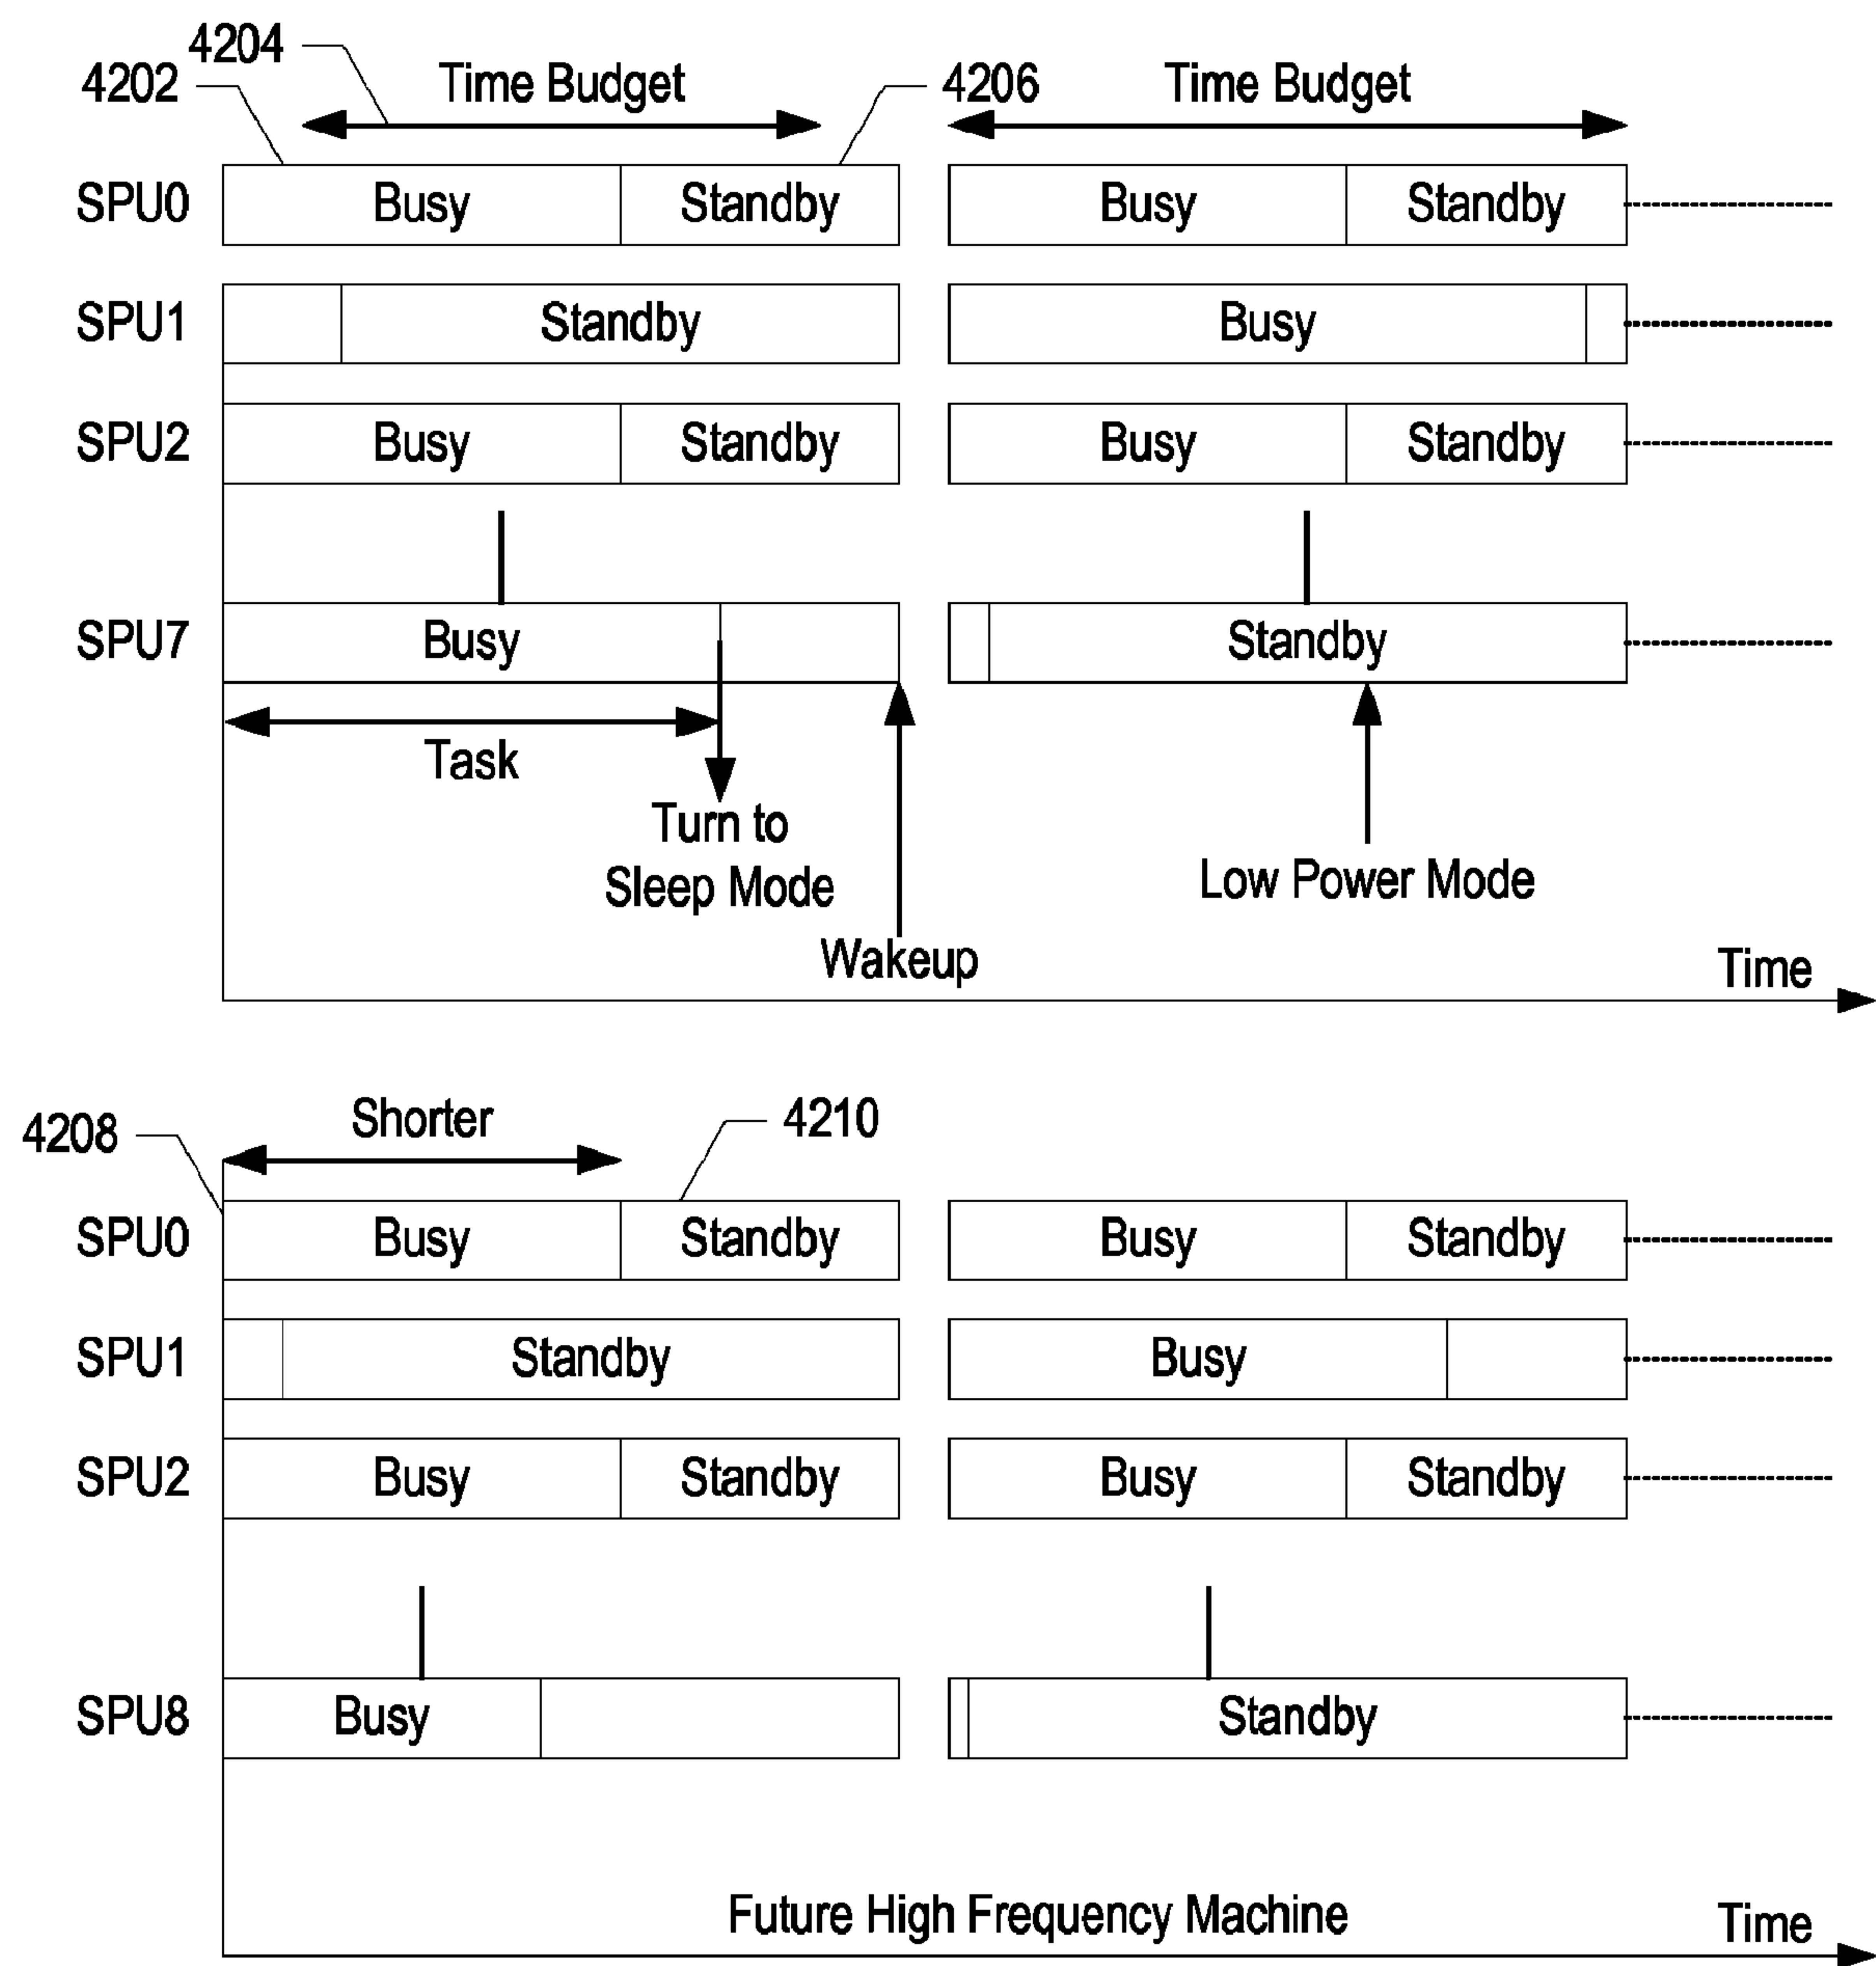 4204
4202 Time Budget 4206 Time Budget
SPU0 Busy Standby Busy Standby
SPU1 Standby Busy
SPU2 Busy Standby Busy Standby
SPU7 Busy Standby
Task
Turn to
Sleep Mode
Low Power Mode
Wakeup
Time
Shorter
4208 4210
SPU0 Busy Standby Busy Standby
SPU1 Standby Busy
SPU2 Busy Standby Busy Standby
SPU8 Busy Standby
Future High Frequency Machine
Time